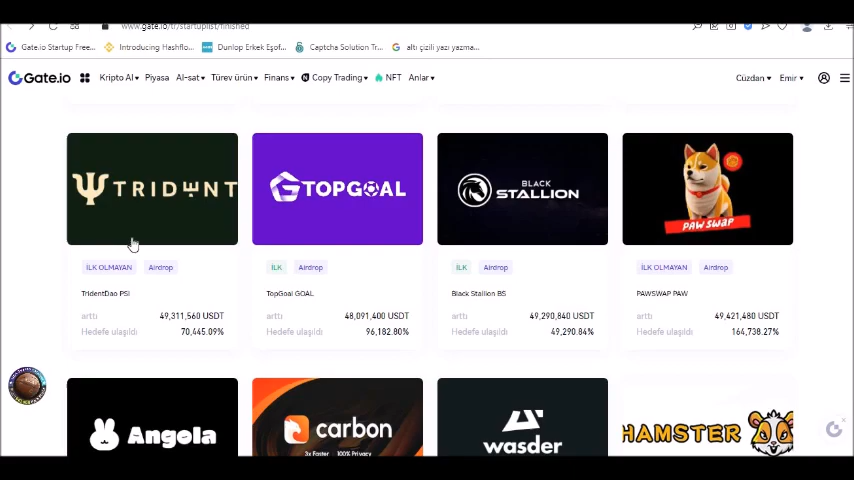 www.gate.io/tr/startuplist/finished
Gate.io Startup Free... Introducing Hashflo... Dunlop Erkek Eşof... Captcha Solution Tr... altı çizili yazı yazma...
Gate.io Kripto Al Piyasa Al-sat Türev ürün Finans Copy Trading NFT Anlar Cüzdan Emir
TRIDENT TOPGOAL BLACK STALLION PAW SWAP
İLK OLMAYAN Airdrop İLK Airdrop İLK Airdrop İLK OLMAYAN Airdrop
TridentDao PSI TopGoal GOAL Black Stallion BS PAWSWAP PAW
arttı 49,311,560 USDT arttı 48,091,400 USDT arttı 49,290,840 USDT arttı 49,421,480 USDT
Hedefe ulaşıldı 70,445.09% Hedefe ulaşıldı 96,182.80% Hedefe ulaşıldı 49,290.84% Hedefe ulaşıldı 164,738.27%
Angola carbon wasder HAMSTER
3x Faster 100% Privacy